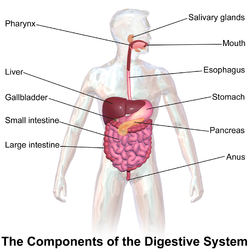 Salivary glands
Pharynx
Mouth
Esophagus
Liver
Stomach
Gallbladder
Small intestine
Pancreas
Large intestine
Anus
The Components of the Digestive System